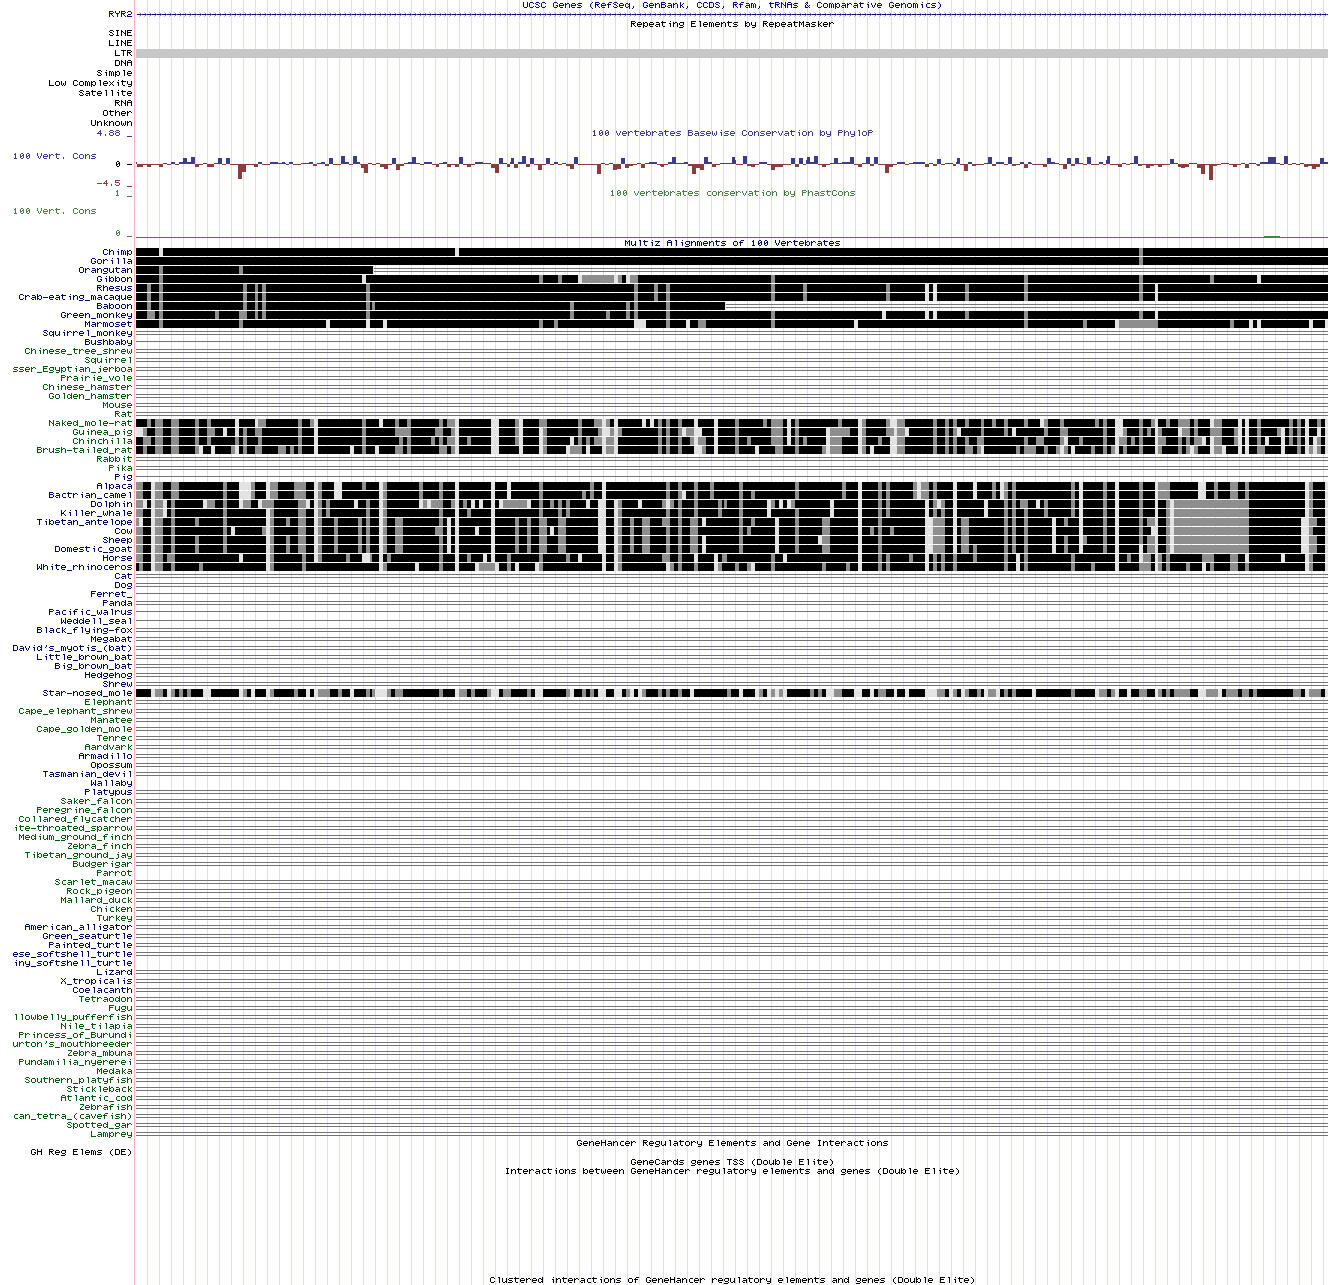 UCSC Genes (RefSeq, GenBank, CCDS, Rfam, tRNAs & Comparative Genomics)
RYR2
Repeating Elements by RepeatMasker
SINE
LINE
LTR
DNA
Simple
Low Complexity
Satellite
RNA
Other
Unknown
4.88 _
100 vertebrates Basewise Conservation by PhyloP
100 Vert. Cons
0 -
-4.5 _
1 _
100 vertebrates conservation by PhastCons
100 Vert. Cons
0 _
Multiz Alignments of 100 Vertebrates
Chimp
Gorilla
Orangutan
Gibbon
Rhesus
Crab-eating_macaque
Baboon
Green_monkey
Marmoset
Squirrel_monkey
Bushbaby
Chinese_tree_shrew
Squirrel
sser_Egyptian_jerboa
Prairie_vole
Chinese_hamster
Golden_hamster
Mouse
Rat
Naked_mole-rat
Guinea_pig
Chinchilla
Brush-tailed_rat
Rabbit
Pika
Pig
Alpaca
Bactrian_camel
Dolphin
Killer_whale
Tibetan_antelope
Cow
Sheep
Domestic_goat
Horse
White_rhinoceros
Cat
Dog
Ferret_
Panda
Pacific_walrus
Weddell_seal
Black_flying-fox
Megabat
David's_myotis_(bat)
Little_brown_bat
Big_brown_bat
Hedgehog
Shrew
Star-nosed_mole
Elephant
Cape_elephant_shrew
Manatee
Cape_golden_mole
Tenrec
Aardvark
Armadillo
Opossum
Tasmanian_devil
Wallaby
Platypus
Saker_falcon
Peregrine_falcon
Collared_flycatcher
ite-throated_sparrow
Medium_ground_finch
Zebra_finch
Tibetan_ground_jay
Budgerigar
Parrot
Scarlet_macaw
Rock_pigeon
Mallard_duck
Chicken
Turkey
American_alligator
Green_seaturtle
Painted_turtle
ese_softshell_turtle
iny_softshell_turtle
Lizard
X_tropicalis
Coelacanth
Tetraodon
Fugu
llowbelly_pufferfish
Nile_tilapia
Princess_of_Burundi
urton's_mouthbreeder
Zebra_mbuna
Pundamilia_nyererei
Medaka
Southern_platyfish
Stickleback
Atlantic_cod
Zebrafish
can_tetra_(cavefish)
Spotted_gar
Lamprey
GeneHancer Regulatory Elements and Gene Interactions
GH Reg Elems (DE)
GeneCards genes TSS (Double Elite)
Interactions between GeneHancer regulatory elements and genes (Double Elite)
Clustered interactions of GeneHancer regulatory elements and genes (Double Elite)